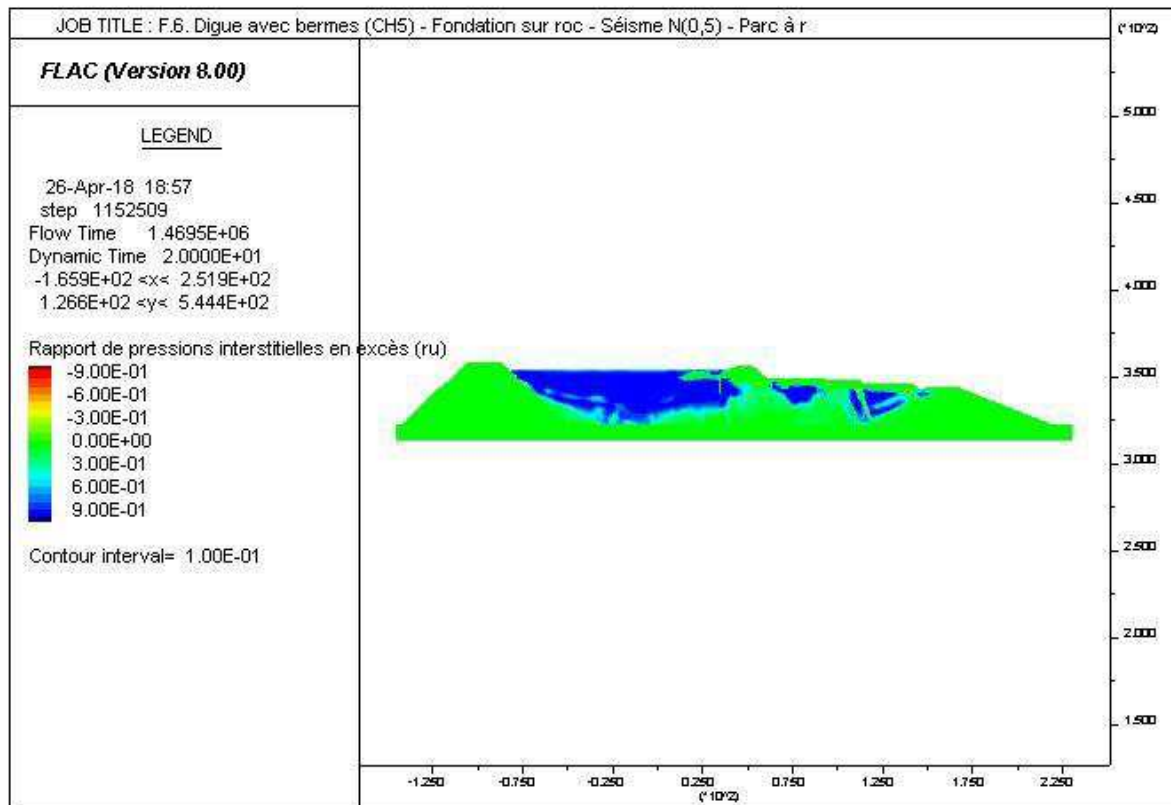 JOB TITLE : F.6. Digue avec bermes (CH5) - Fondation sur roc - Séisme N(0,5) - Parc à r
(*10^2)
FLAC (Version 8.00)
LEGEND
26-Apr-18 18:57
step 1152509
Flow Time 1.4695E+06
Dynamic Time 2.0000E+01
-1.659E+02 <x< 2.519E+02
1.266E+02 <y< 5.444E+02
Rapport de pressions interstitielles en excès (ru)
-9.00E-01
-6.00E-01
-3.00E-01
0.00E+00
3.00E-01
6.00E-01
9.00E-01
Contour interval= 1.00E-01
5.000
4.500
4.000
3.500
3.000
2.500
2.000
1.500
-1.250 -0.750 -0.250 0.250 0.750 1.250 1.750 2.250
(*10^2)